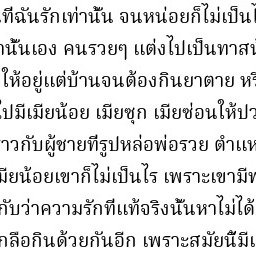 ที่ฉันรักเท่านั้น จนหน่อยก็ไม่เป็นไ
านั้นเอง คนรวยๆ แต่งไปเป็นทาส
ให้อยู่แต่บ้านจนต้องกินยาตาย หรื
ปมีเมียน้อย เมียซุก เมียซ่อนให้ป
าวกับผู้ชายที่รูปหล่อพ่อรวย ตำแห
มียน้อยเขาก็ไม่เป็นไร เพราะเขามี
กับว่าความรักที่แท้จริงนั้นหาไม่ได้
กลือกินด้วยกันอีก เพราะสมัยนี้มีเ